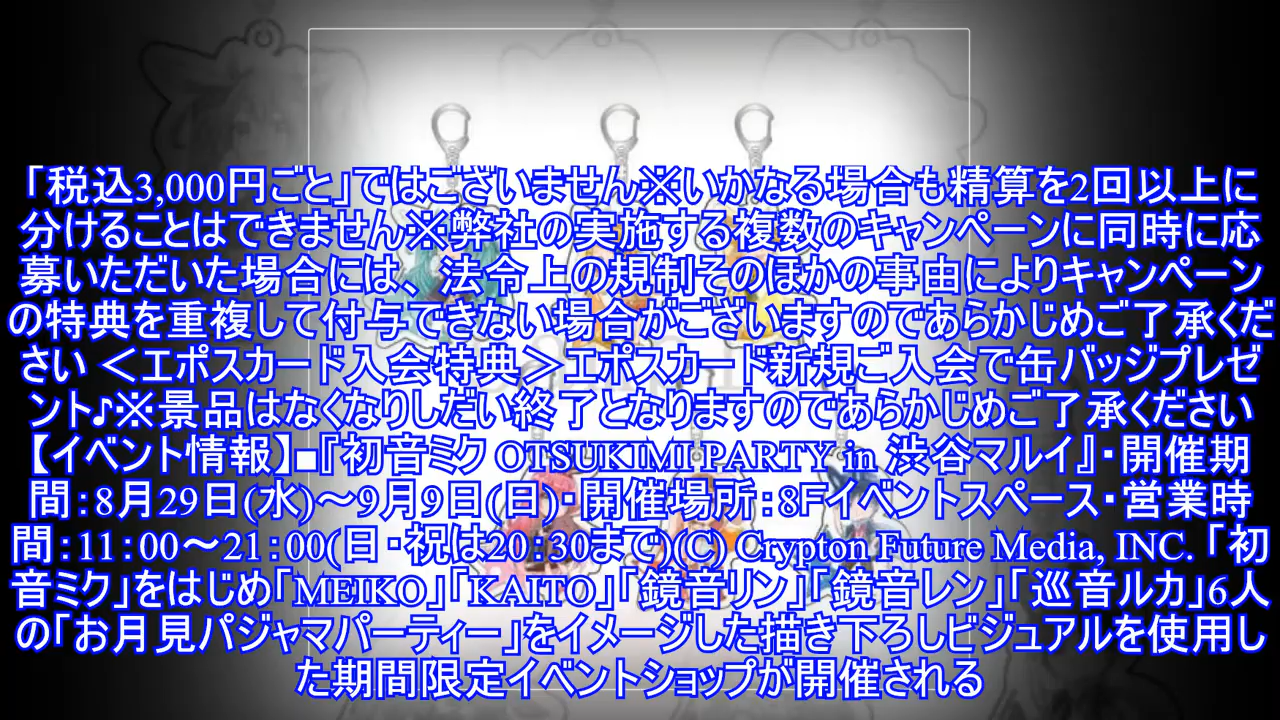 「税込3,000円ごと」ではございません※いかなる場合も精算を2回以上に
分けることはできません※弊社の実施する複数のキャンペーンに同時に応
募いただいた場合には、法令上の規制そのほかの事由によりキャンペーン
の特典を重複して付与できない場合がございますのであらかじめご了承くだ
さい ＜エポスカード入会特典＞エポスカード新規ご入会で缶バッジプレゼ
ント♪※景品はなくなりしだい終了となりますのであらかじめご了承ください
【イベント情報】■『初音ミク OTSUKIMI PARTY in 渋谷マルイ』・開催期
間：8月29日(水)～9月9日(日)・開催場所：8Fイベントスペース・営業時
間：11：00～21：00(日・祝は20：30まで)(C) Crypton Future Media, INC. 「初
音ミク」をはじめ「MEIKO」「KAITO」「鏡音リン」「鏡音レン」「巡音ルカ」6人
の「お月見パジャマパーティー」をイメージした描き下ろしビジュアルを使用し
た期間限定イベントショップが開催される